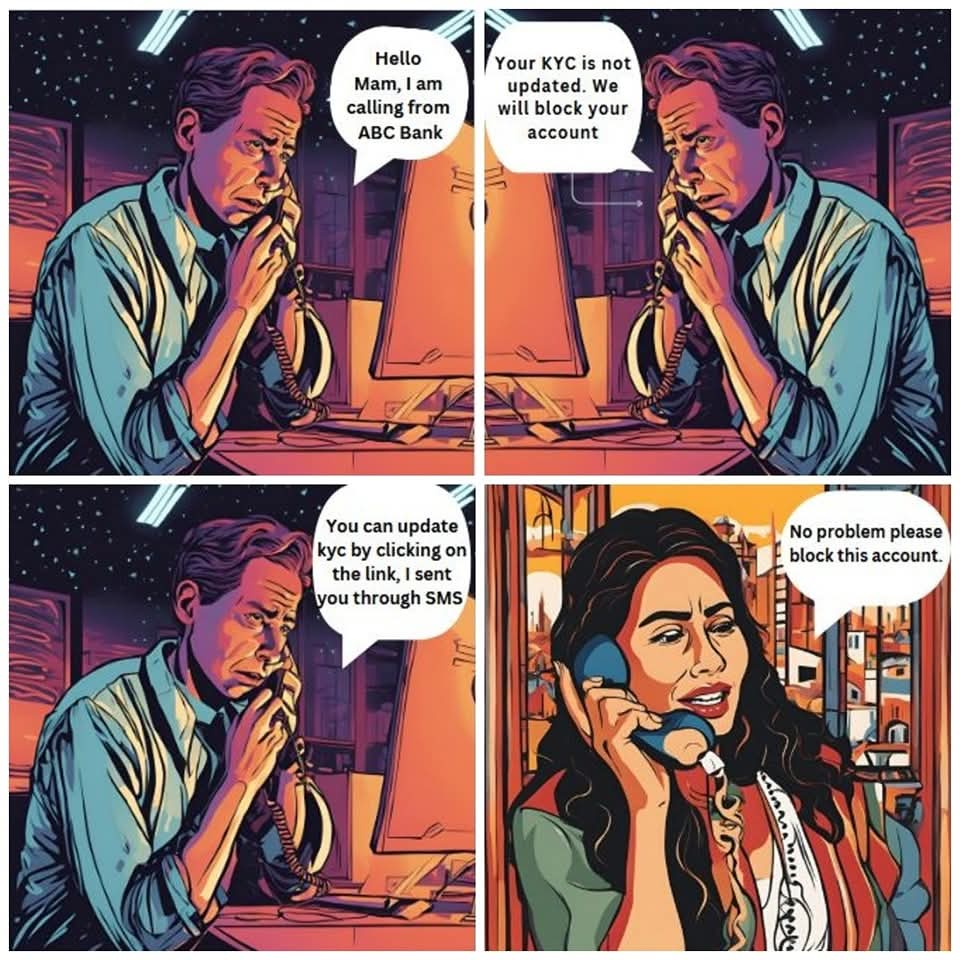 Hello
Mam, I am
calling from
ABC Bank
Your KYC is not
updated. We
will block your
account
You can update
kyc by clicking on
the link, I sent
you through SMS
No problem please
block this account.